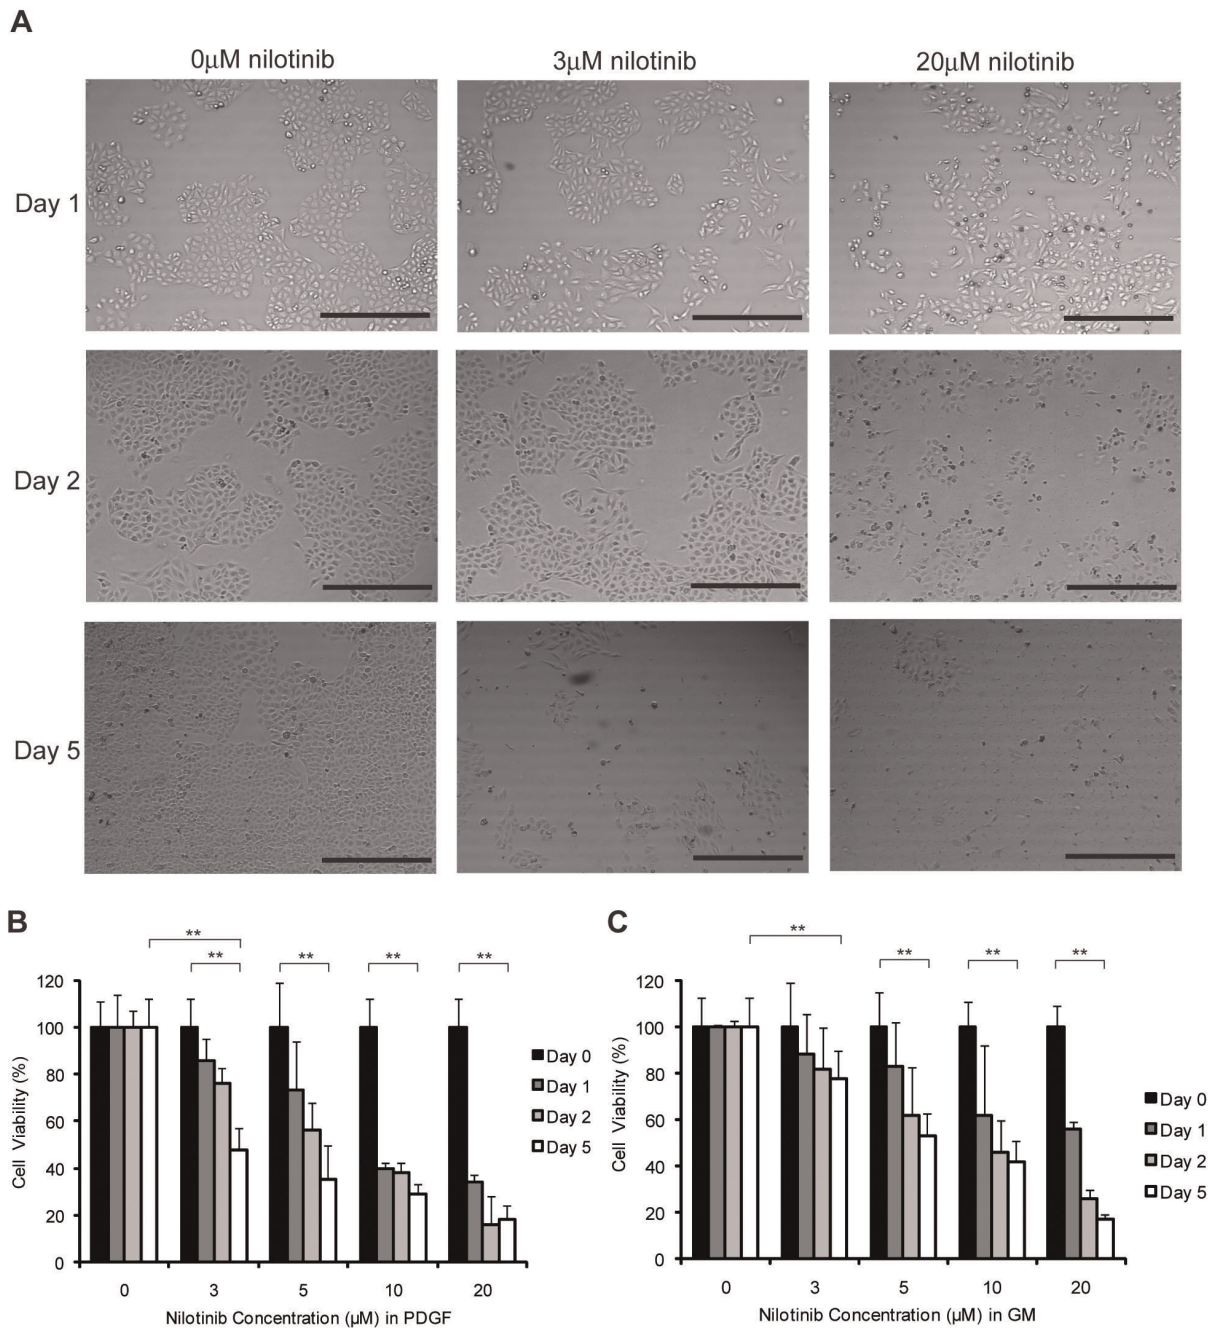 A
0μM nilotinib
3μM nilotinib
20μM nilotinib
Day 1
Day 2
Day 5
B
**
**
**
**
**
120
100
80
60
40
20
0
Cell Viability (%)
0
3
5
10
20
Nilotinib Concentration (μM) in PDGF
Day 0
Day 1
Day 2
Day 5
C
**
**
**
**
120
100
80
60
40
20
0
Cell Viability (%)
0
3
5
10
20
Nilotinib Concentration (μM) in GM
Day 0
Day 1
Day 2
Day 5